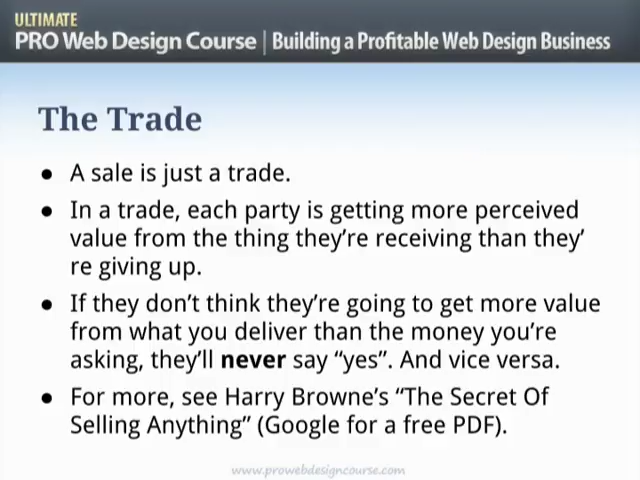 ULTIMATE
PRO Web Design Course | Building a Profitable Web Design Business
The Trade
● A sale is just a trade.
● In a trade, each party is getting more perceived
value from the thing they’re receiving than they’
re giving up.
● If they don’t think they’re going to get more value
from what you deliver than the money you’re
asking, they’ll never say “yes”. And vice versa.
● For more, see Harry Browne’s “The Secret Of
Selling Anything” (Google for a free PDF).
www.prowebdesigncourse.com